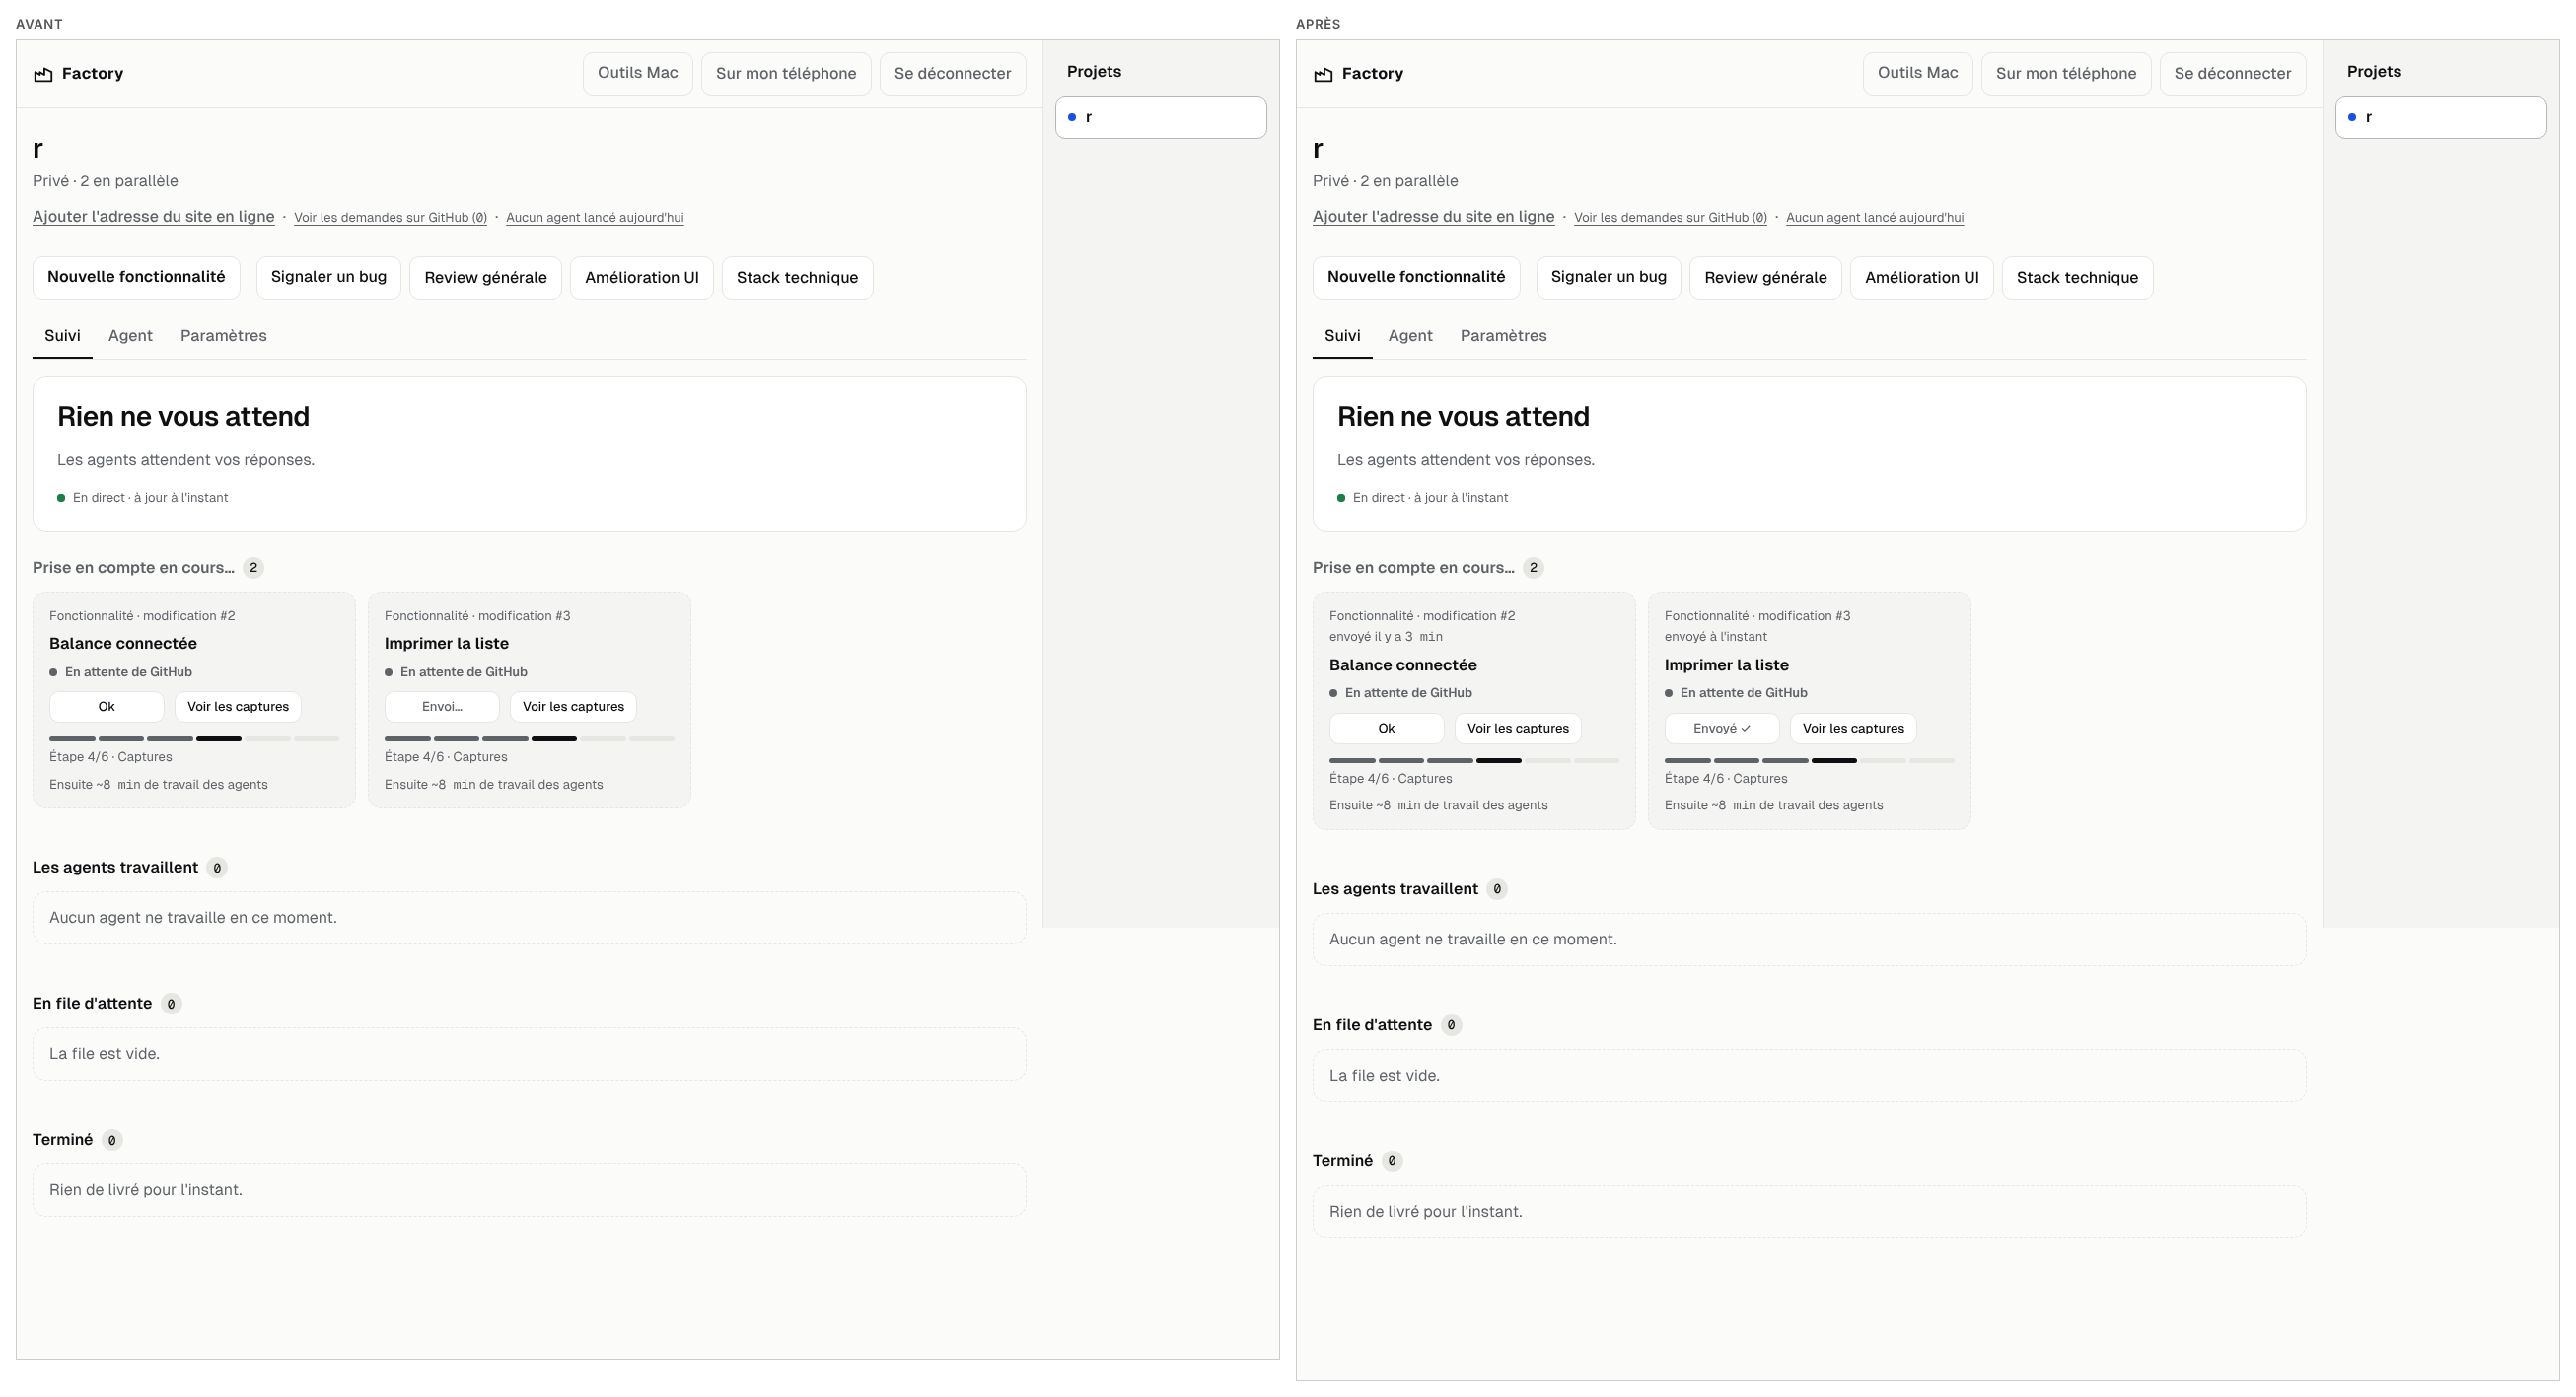 AVANT
Factory
Outils Mac
Sur mon téléphone
Se déconnecter
Projets
r
r
Privé · 2 en parallèle
Ajouter l'adresse du site en ligne · Voir les demandes sur GitHub (0) · Aucun agent lancé aujourd'hui
Nouvelle fonctionnalité
Signaler un bug
Review générale
Amélioration UI
Stack technique
Suivi
Agent
Paramètres
Rien ne vous attend
Les agents attendent vos réponses.
En direct · à jour à l'instant
Prise en compte en cours… 2
Fonctionnalité · modification #2
Balance connectée
En attente de GitHub
Ok
Voir les captures
Étape 4/6 · Captures
Ensuite ~8 min de travail des agents
Fonctionnalité · modification #3
Imprimer la liste
En attente de GitHub
Envoi…
Voir les captures
Étape 4/6 · Captures
Ensuite ~8 min de travail des agents
Les agents travaillent 0
Aucun agent ne travaille en ce moment.
En file d'attente 0
La file est vide.
Terminé 0
Rien de livré pour l'instant.
APRÈS
Factory
Outils Mac
Sur mon téléphone
Se déconnecter
Projets
r
r
Privé · 2 en parallèle
Ajouter l'adresse du site en ligne · Voir les demandes sur GitHub (0) · Aucun agent lancé aujourd'hui
Nouvelle fonctionnalité
Signaler un bug
Review générale
Amélioration UI
Stack technique
Suivi
Agent
Paramètres
Rien ne vous attend
Les agents attendent vos réponses.
En direct · à jour à l'instant
Prise en compte en cours… 2
Fonctionnalité · modification #2
envoyé il y a 3 min
Balance connectée
En attente de GitHub
Ok
Voir les captures
Étape 4/6 · Captures
Ensuite ~8 min de travail des agents
Fonctionnalité · modification #3
envoyé à l'instant
Imprimer la liste
En attente de GitHub
Envoyé ✓
Voir les captures
Étape 4/6 · Captures
Ensuite ~8 min de travail des agents
Les agents travaillent 0
Aucun agent ne travaille en ce moment.
En file d'attente 0
La file est vide.
Terminé 0
Rien de livré pour l'instant.